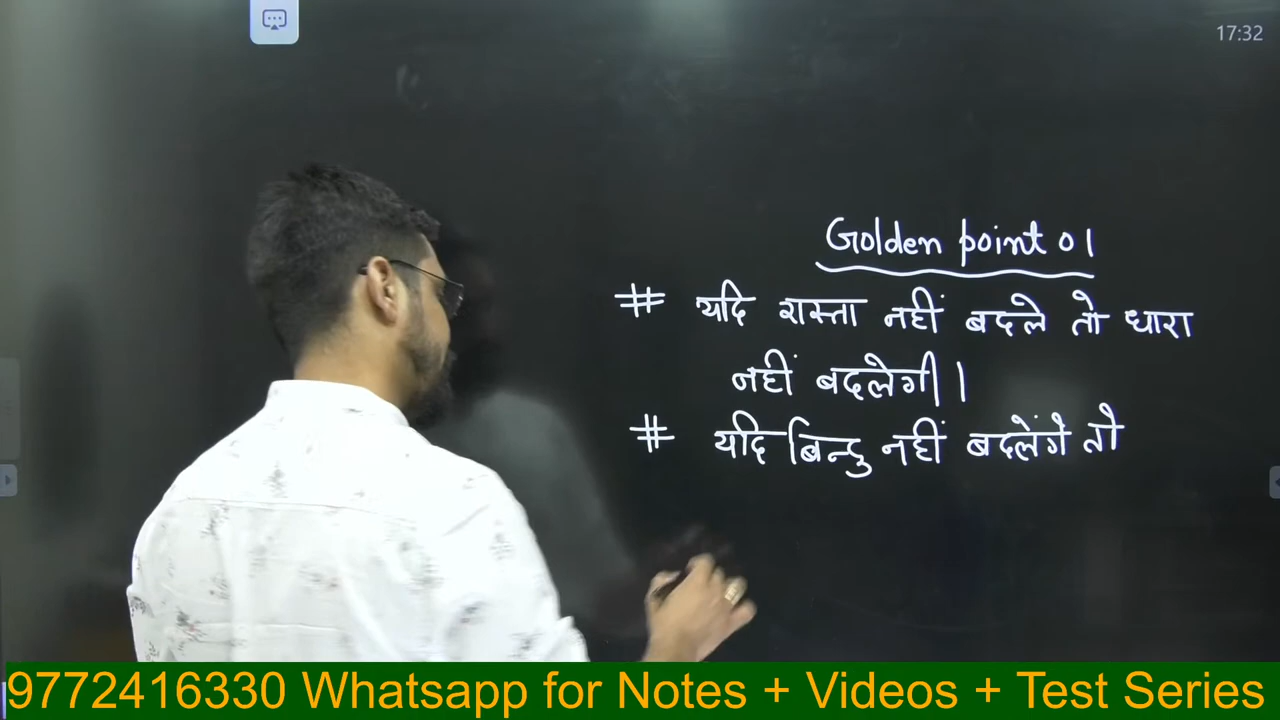 17:32
Golden point 01
# यदि रास्ता नहीं बदले तो धारा
नहीं बदलेगी।
# यदि बिन्दु नहीं बदलेंगे तो
9772416330 Whatsapp for Notes + Videos + Test Series